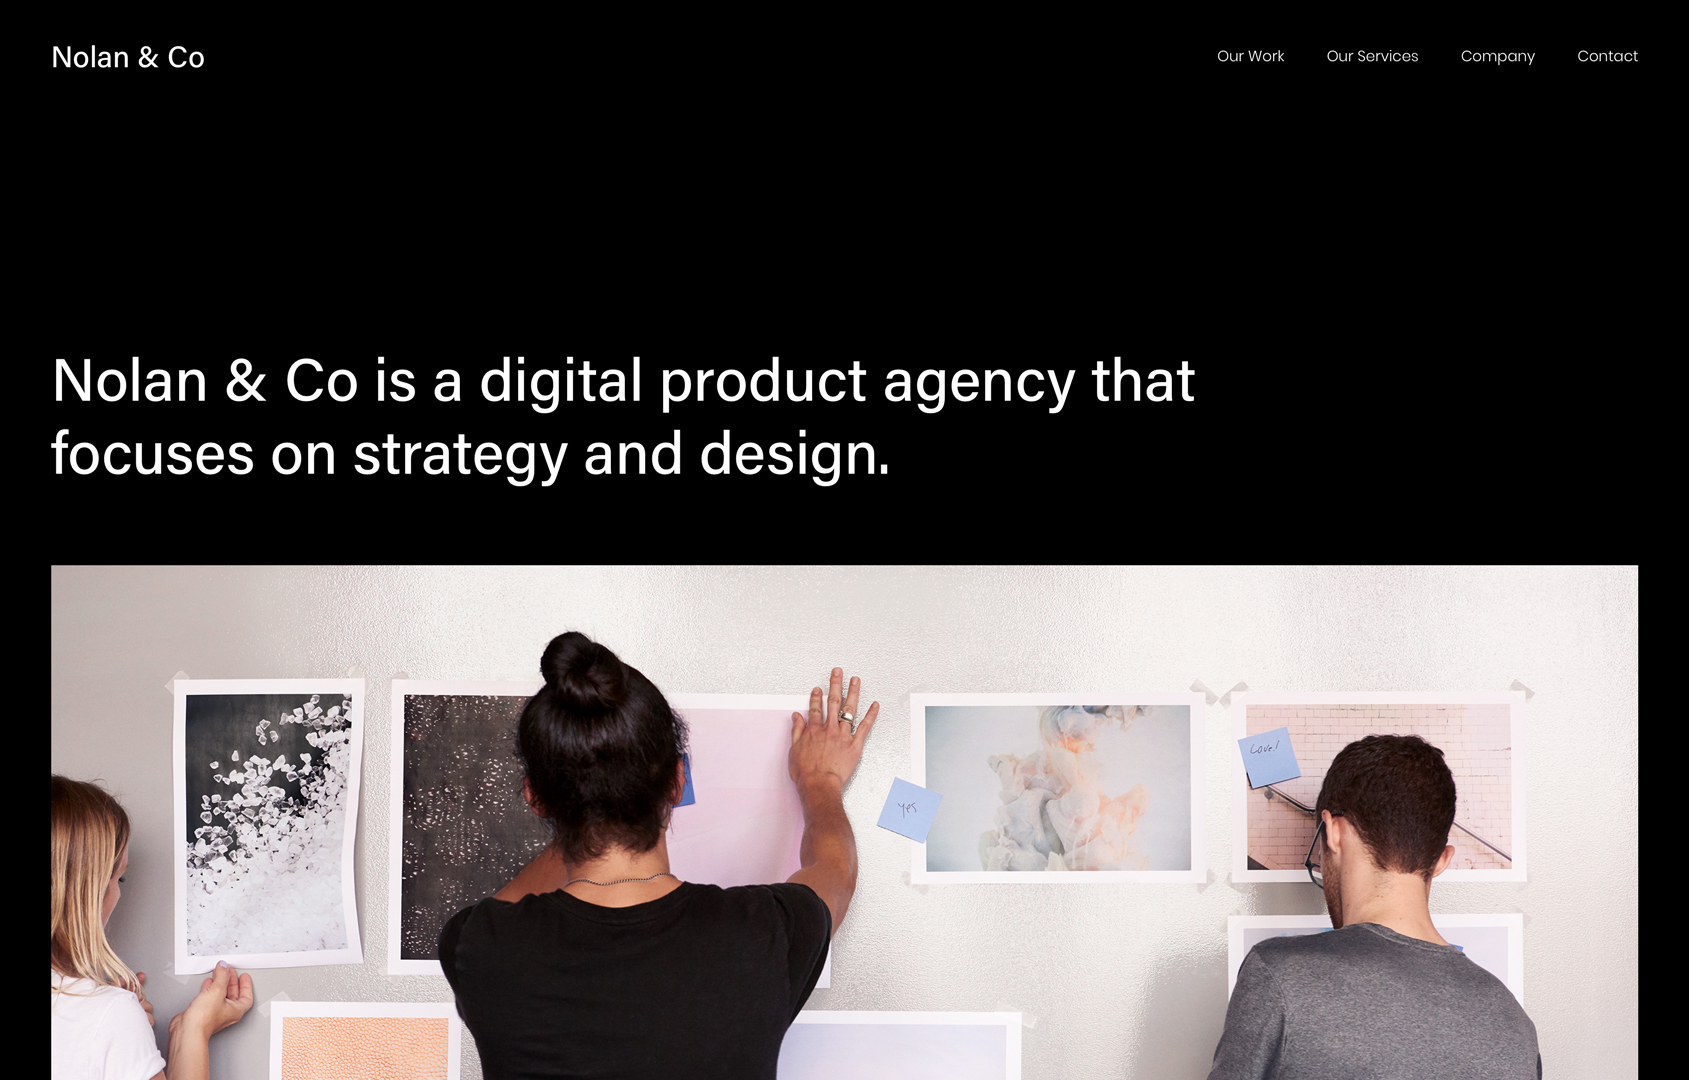 Nolan & Co
Our Work
Our Services
Company
Contact
Nolan & Co is a digital product agency that
focuses on strategy and design.
yes
Love!